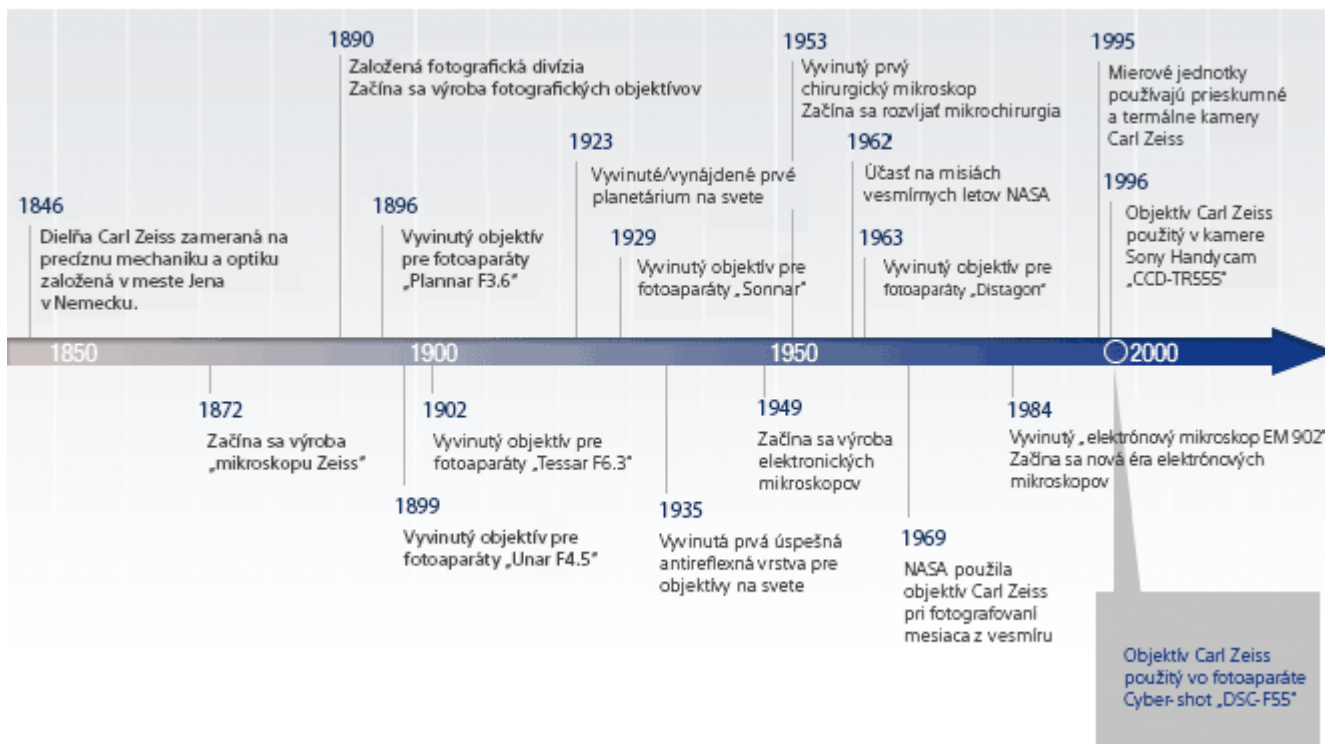 1890
Založená fotografická divízia
Začína sa výroba fotografických objektívov
1953
Vyvinutý prvý
chirurgický mikroskop
Začína sa rozvíjať mikrochirurgia
1995
Mierové jednotky
používajú prieskumné
a termálne kamery
Carl Zeiss
1923
Vyvinuté/vynájdené prvé
planetárium na svete
1962
Účasť na misiách
vesmírnych letov NASA
1846
Dielňa Carl Zeiss zameraná na
precíznu mechaniku a optiku
založená v meste Jena
v Nemecku.
1896
Vyvinutý objektív
pre fotoaparáty
„Plannar F3.6“
1929
Vyvinutý objektív pre
fotoaparáty „Sonnar“
1963
Vyvinutý objektív pre
fotoaparáty „Distagon“
1996
Objektív Carl Zeiss
použitý v kamere
Sony Handycam
„CCD-TR555“
1850
1900
1950
2000
1872
Začína sa výroba
„mikroskopu Zeiss“
1902
Vyvinutý objektív pre
fotoaparáty „Tessar F6.3“
1949
Začína sa výroba
elektronických
mikroskopov
1984
Vyvinutý „elektrónový mikroskop EM 902“
Začína sa nová éra elektrónových
mikroskopov
1899
Vyvinutý objektív pre
fotoaparáty „Unar F4.5“
1935
Vyvinutá prvá úspešná
antireflexná vrstva pre
objektívy na svete
1969
NASA použila
objektív Carl Zeiss
pri fotografovaní
mesiaca z vesmíru
Objektív Carl Zeiss
použitý vo fotoaparáte
Cyber-shot „DSC-F55“